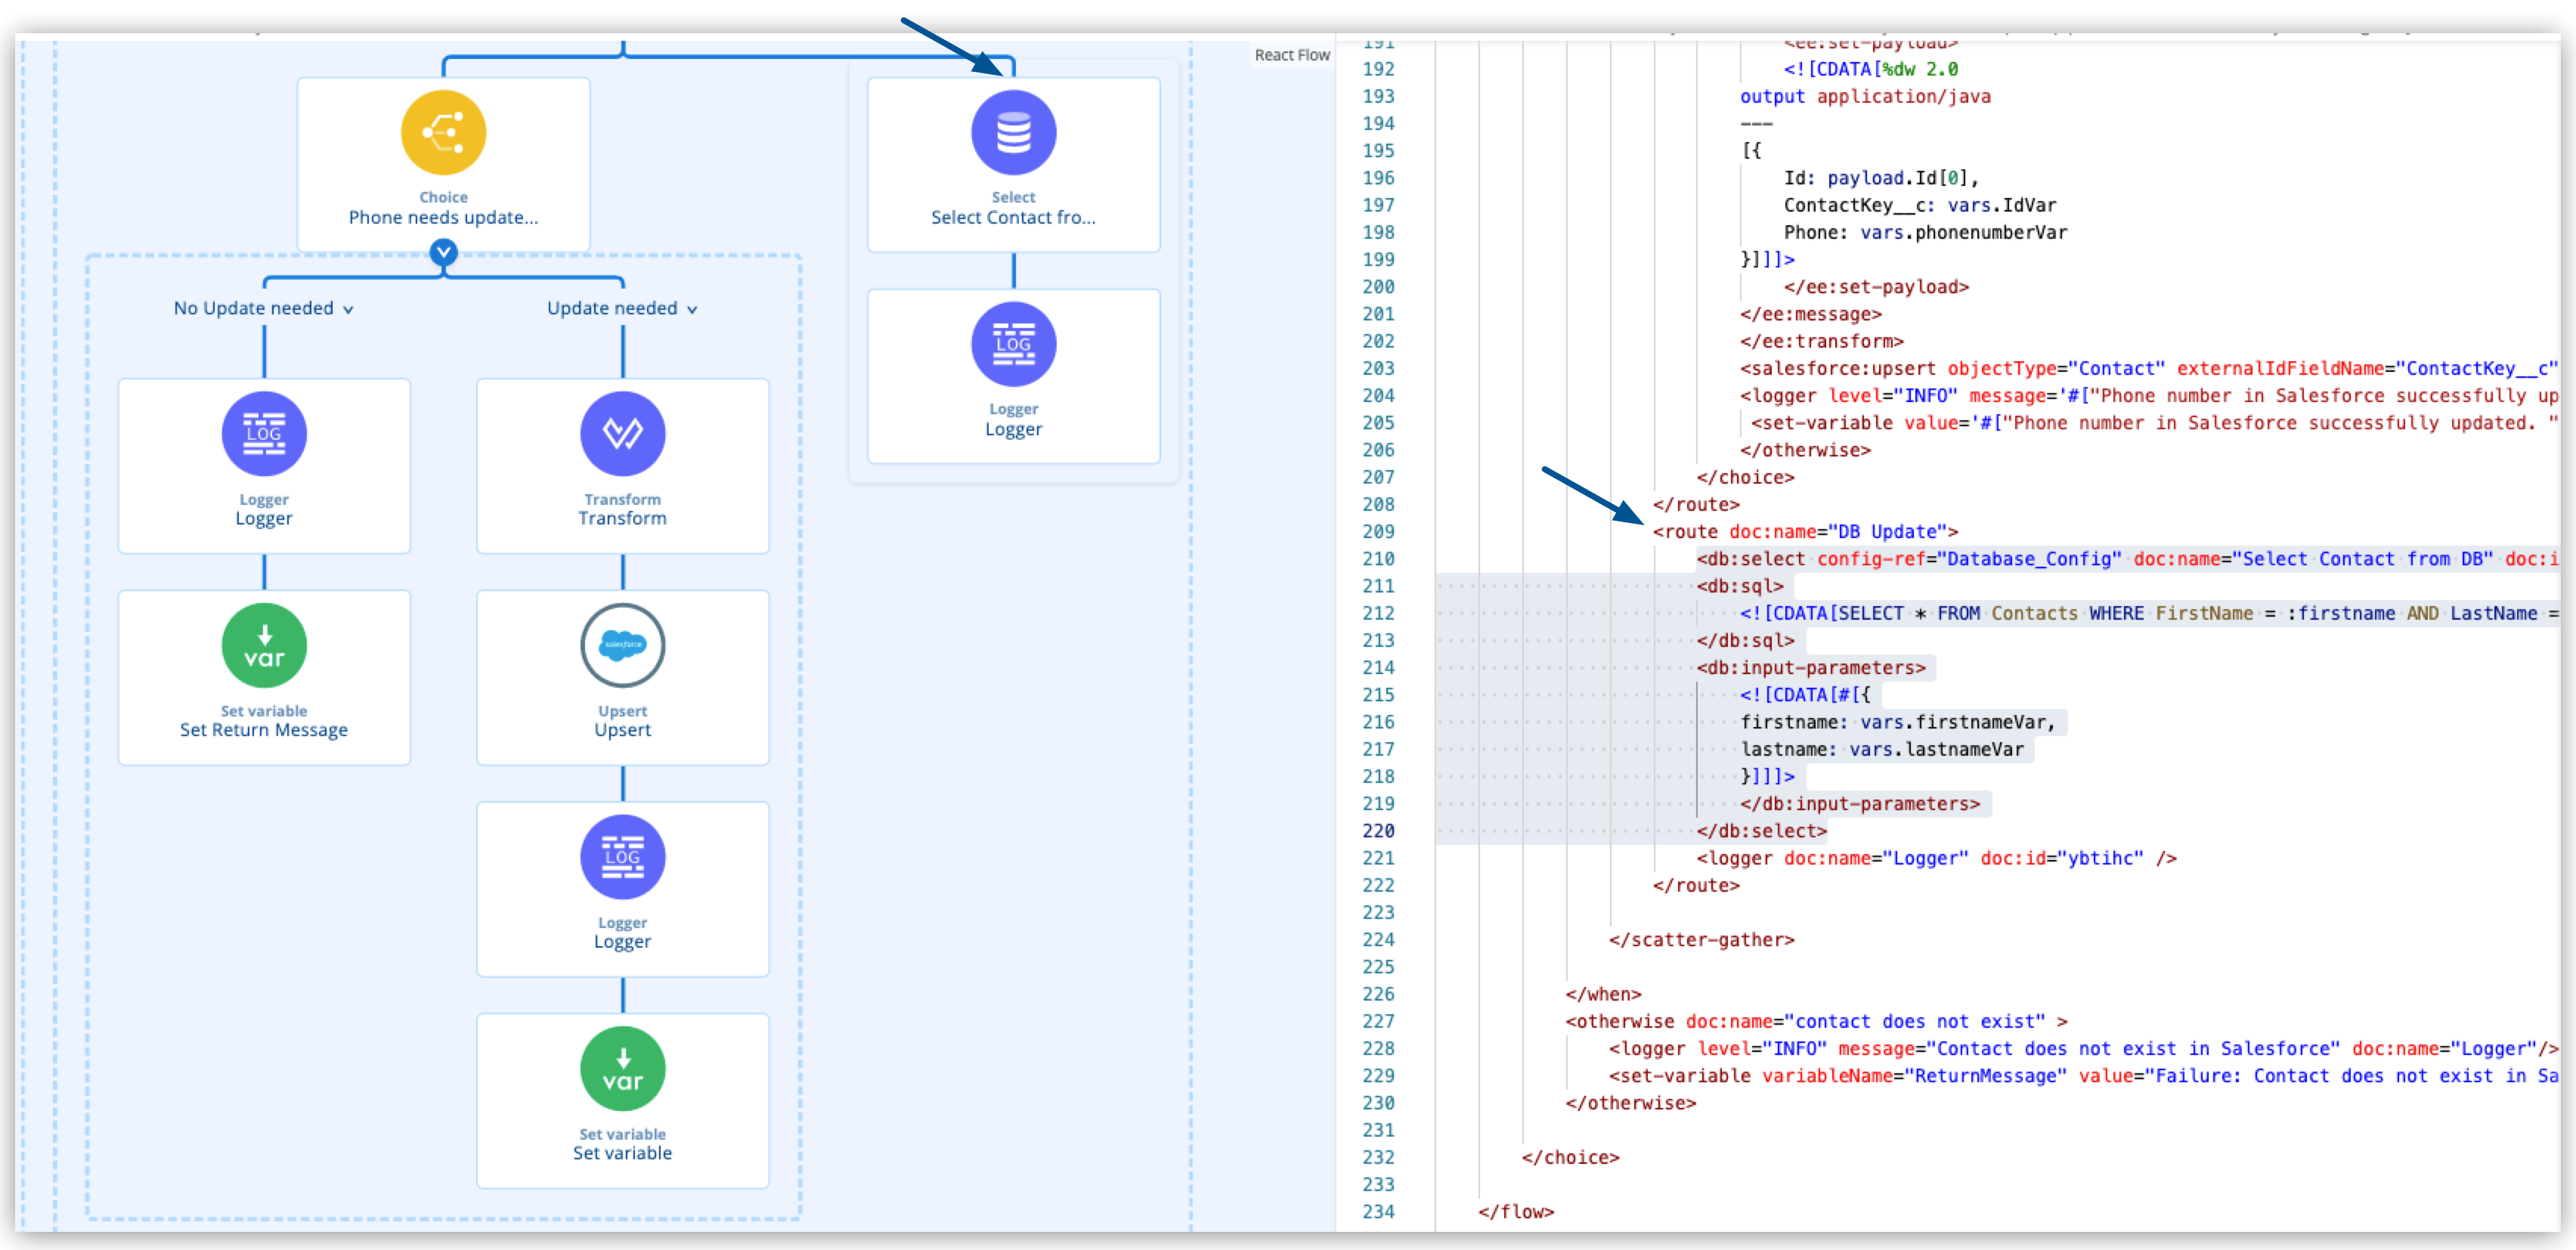 React Flow
Choice
Phone needs update...
Select
Select Contact fro...
No Update needed
Update needed
LOG
Logger
Logger
LOG
Logger
Logger
Transform
Transform
var
Set variable
Set Return Message
salesforce
Upsert
Upsert
LOG
Logger
Logger
var
Set variable
Set variable
191 <ee:set-payload>
192 <![CDATA[%dw 2.0
193 output application/java
194 ---
195 [{
196 Id: payload.Id[0],
197 ContactKey__c: vars.IdVar
198 Phone: vars.phonenumberVar
199 }]]]>
200 </ee:set-payload>
201 </ee:message>
202 </ee:transform>
203 <salesforce:upsert objectType="Contact" externalIdFieldName="ContactKey__c"
204 <logger level="INFO" message='#["Phone number in Salesforce successfully up
205 <set-variable value='#["Phone number in Salesforce successfully updated. "
206 </otherwise>
207 </choice>
208 </route>
209 <route doc:name="DB Update">
210 <db:select config-ref="Database_Config" doc:name="Select Contact from DB" doc:i
211 <db:sql>
212 <![CDATA[SELECT * FROM Contacts WHERE FirstName = :firstname AND LastName =
213 </db:sql>
214 <db:input-parameters>
215 <![CDATA[#[{
216 firstname: vars.firstnameVar,
217 lastname: vars.lastnameVar
218 }]]]>
219 </db:input-parameters>
220 </db:select>
221 <logger doc:name="Logger" doc:id="ybtihc" />
222 </route>
223
224 </scatter-gather>
225
226 </when>
227 <otherwise doc:name="contact does not exist" >
228 <logger level="INFO" message="Contact does not exist in Salesforce" doc:name="Logger"/>
229 <set-variable variableName="ReturnMessage" value="Failure: Contact does not exist in Sa
230 </otherwise>
231
232 </choice>
233
234 </flow>